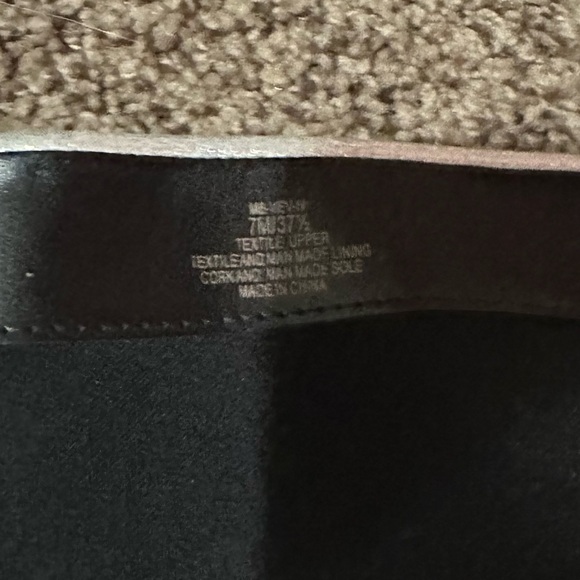 7M/37½
TEXTILE UPPER
TEXTILE AND MAN MADE LINING
CORK AND MAN MADE SOLE
MADE IN CHINA